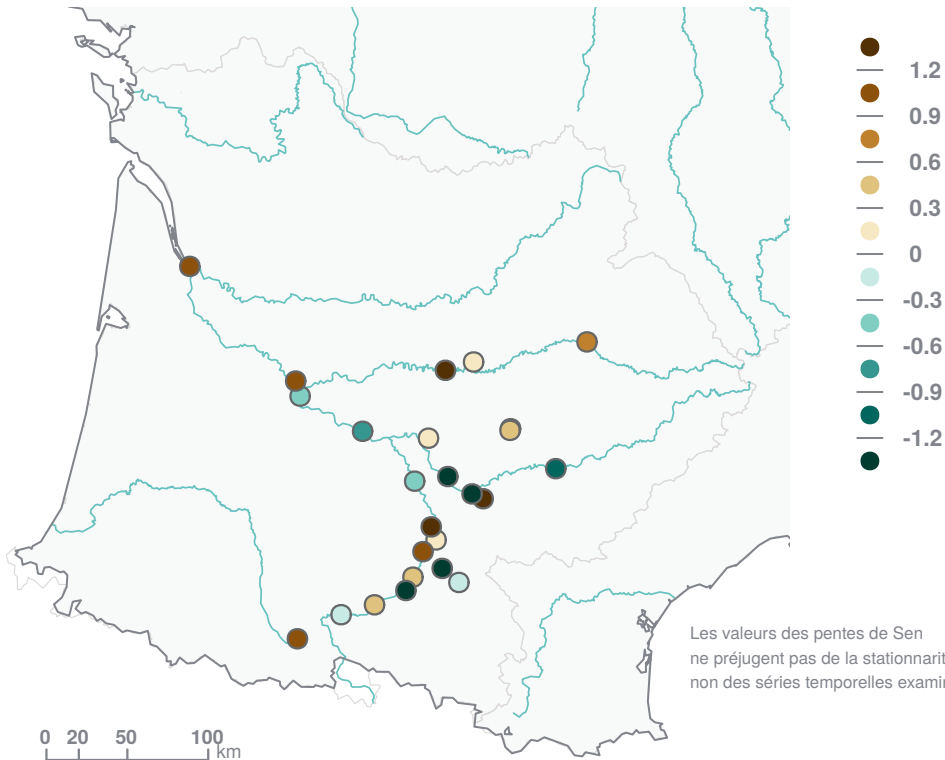 1.2
0.9
0.6
0.3
0
-0.3
-0.6
-0.9
-1.2
Les valeurs des pentes de Sen
ne préjugent pas de la stationnarit
non des séries temporelles examin
0 20 50 100
km